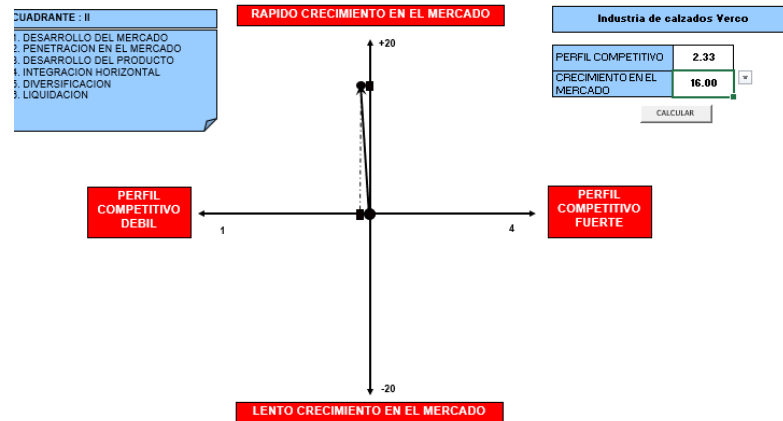 CUADRANTE : II
1. DESARROLLO DEL MERCADO
2. PENETRACION EN EL MERCADO
3. DESARROLLO DEL PRODUCTO
4. INTEGRACION HORIZONTAL
5. DIVERSIFICACION
6. LIQUIDACION
RAPIDO CRECIMIENTO EN EL MERCADO
+20
Industria de calzados Yerco
PERFIL COMPETITIVO 2.33
CRECIMIENTO EN EL
MERCADO 16.00
CALCULAR
PERFIL
COMPETITIVO
DEBIL
1
4
PERFIL
COMPETITIVO
FUERTE
-20
LENTO CRECIMIENTO EN EL MERCADO